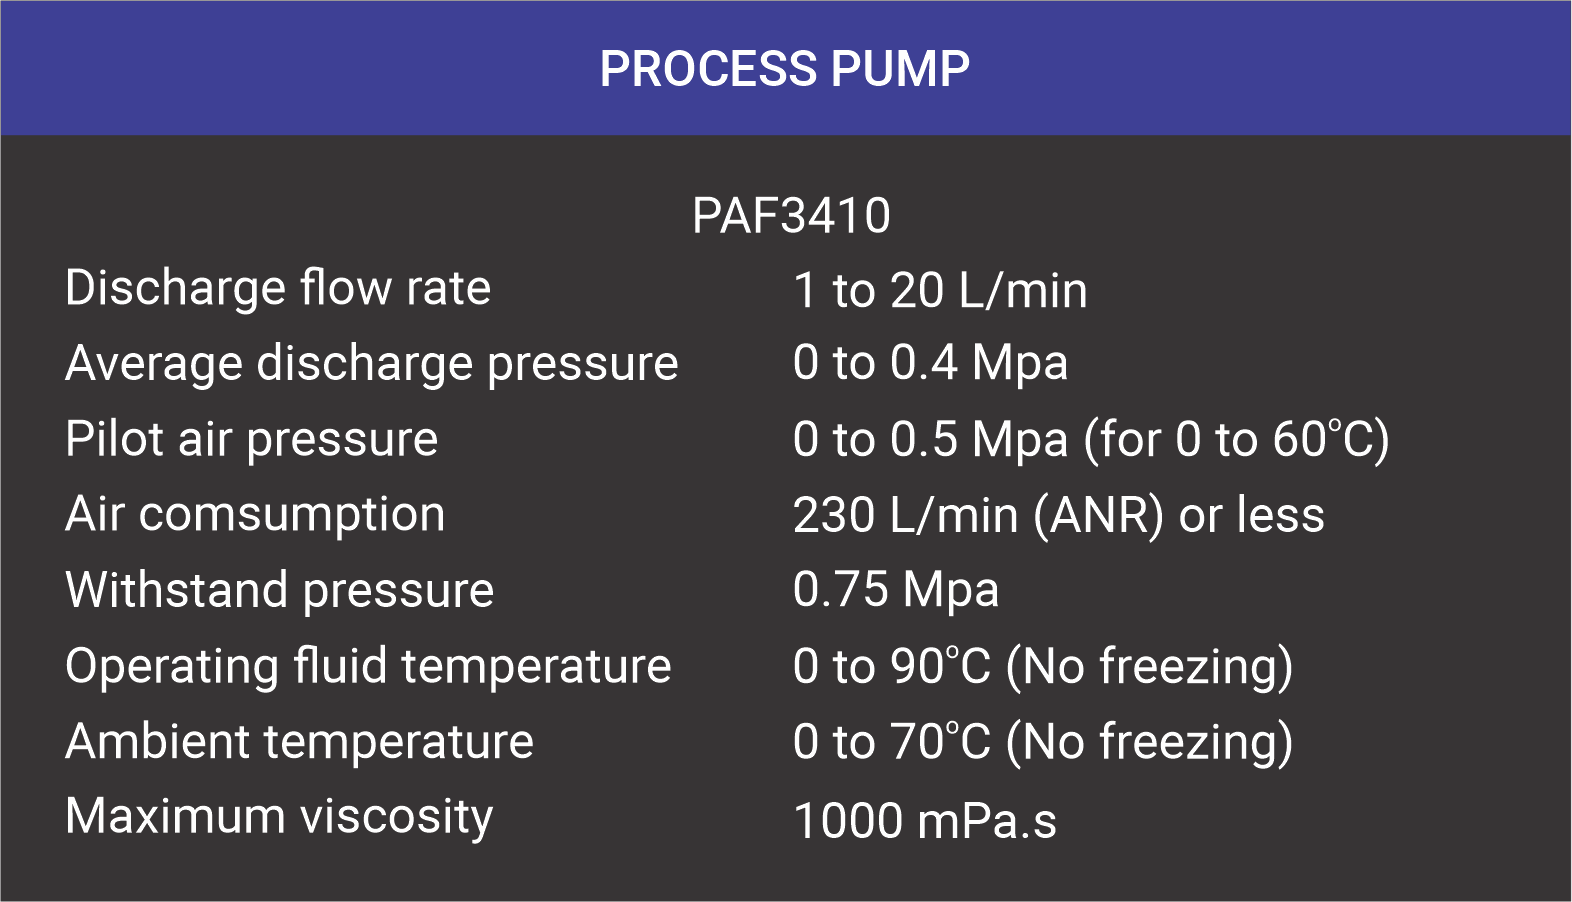 PROCESS PUMP
PAF3410
Discharge flow rate 1 to 20 L/min
Average discharge pressure 0 to 0.4 Mpa
Pilot air pressure 0 to 0.5 Mpa (for 0 to 60°C)
Air comsumption 230 L/min (ANR) or less
Withstand pressure 0.75 Mpa
Operating fluid temperature 0 to 90°C (No freezing)
Ambient temperature 0 to 70°C (No freezing)
Maximum viscosity 1000 mPa.s